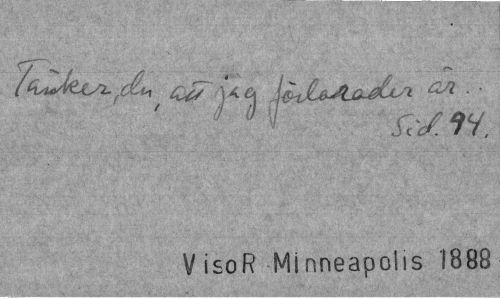 Tänker, du, att jag förlorader är..
Sid. 94.
VisoR Minneapolis 1888